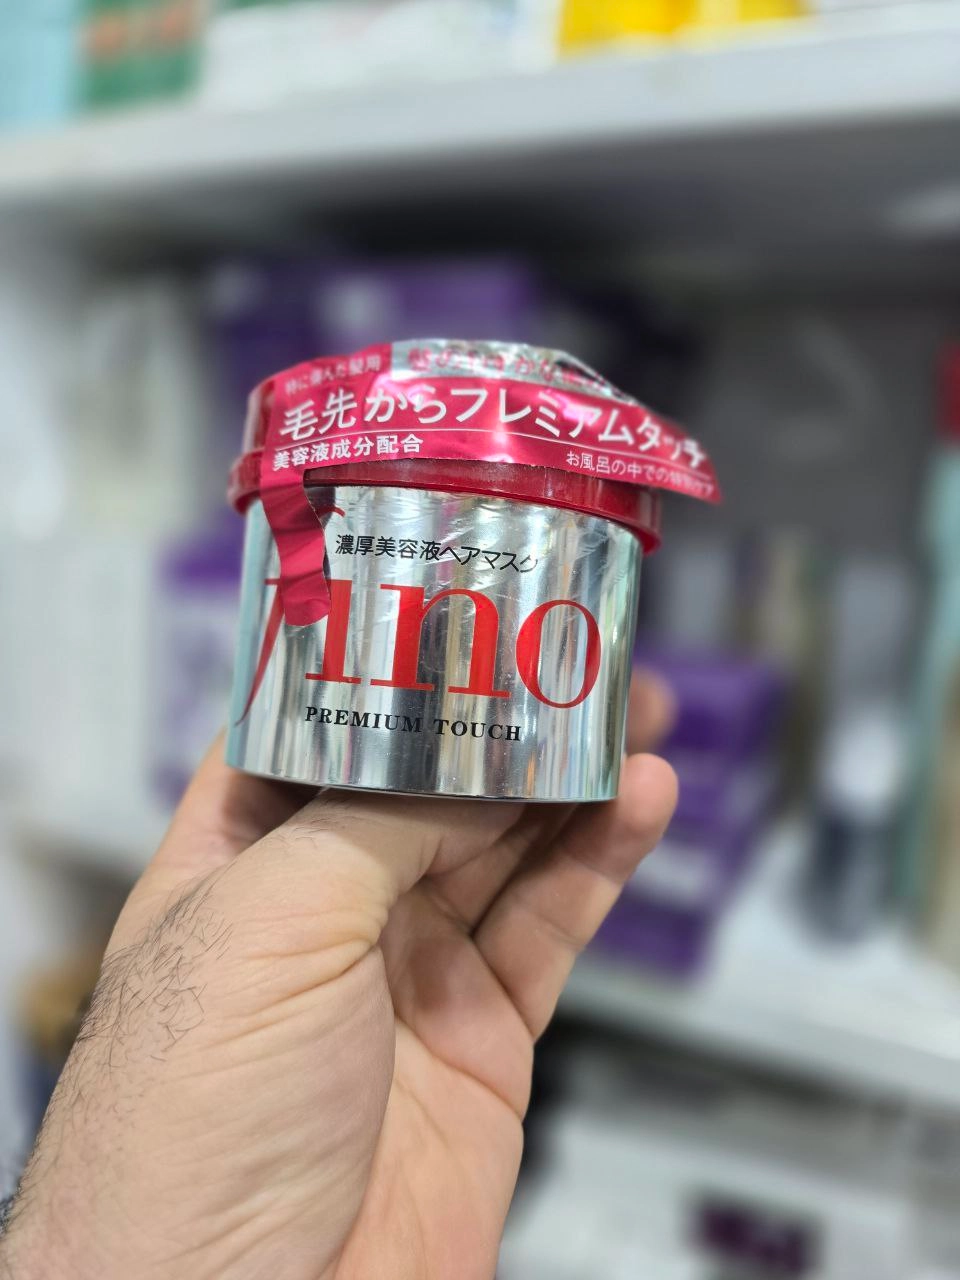 特に傷んだ髪用
毛先からプレミアムタッチ
美容液成分配合
お風呂の中での特別ケア
濃厚美容液ヘアマスク
fino
PREMIUM TOUCH